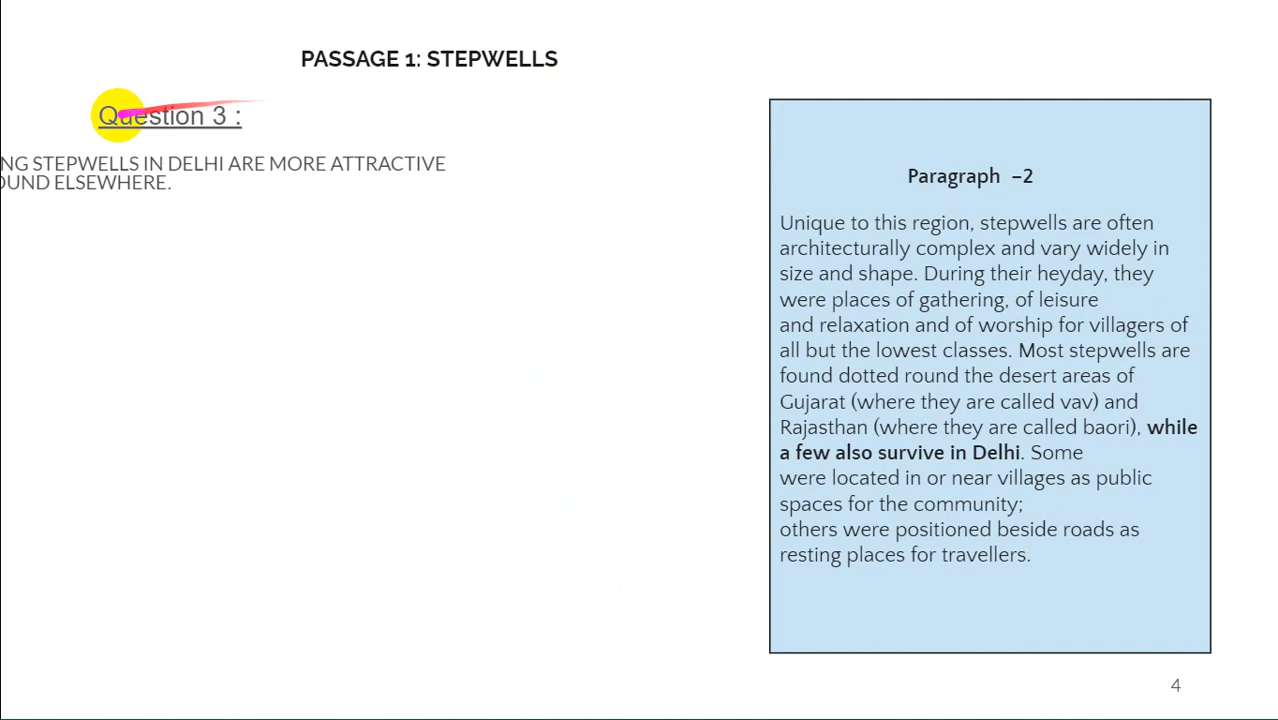 PASSAGE 1: STEPWELLS
Question 3 :
NG STEPWELLS IN DELHI ARE MORE ATTRACTIVE
OUND ELSEWHERE.
Paragraph –2
Unique to this region, stepwells are often
architecturally complex and vary widely in
size and shape. During their heyday, they
were places of gathering, of leisure
and relaxation and of worship for villagers of
all but the lowest classes. Most stepwells are
found dotted round the desert areas of
Gujarat (where they are called vav) and
Rajasthan (where they are called baori), while
a few also survive in Delhi. Some
were located in or near villages as public
spaces for the community;
others were positioned beside roads as
resting places for travellers.
4